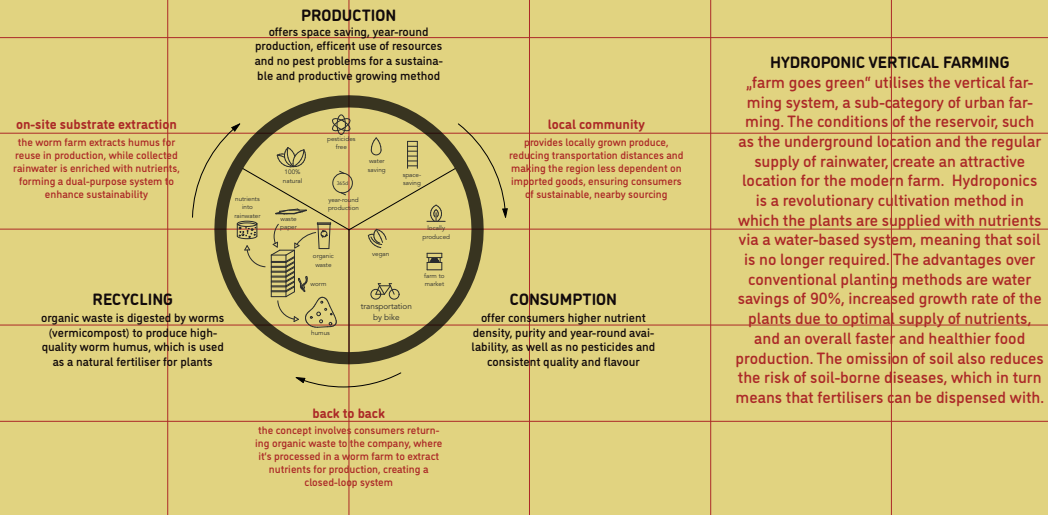 PRODUCTION
offers space saving, year-round
production, efficent use of resources
and no pest problems for a sustaina-
ble and productive growing method
on-site substrate extraction
the worm farm extracts humus for
reuse in production, while collected
rainwater is enriched with nutrients,
forming a dual-purpose system to
enhance sustainability
local community
provides locally grown produce,
reducing transportation distances and
making the region less dependent on
imported goods, ensuring consumers
of sustainable, nearby sourcing
pesticides
free
100%
natural
water
saving
space-
saving
365d
year-round
production
nutrients
into
rainwater
waste
paper
organic
waste
worm
humus
locally
produced
vegan
farm to
market
transportation
by bike
RECYCLING
organic waste is digested by worms
(vermicompost) to produce high-
quality worm humus, which is used
as a natural fertiliser for plants
CONSUMPTION
offer consumers higher nutrient
density, purity and year-round avai-
lability, as well as no pesticides and
consistent quality and flavour
back to back
the concept involves consumers return-
ing organic waste to the company, where
it's processed in a worm farm to extract
nutrients for production, creating a
closed-loop system
HYDROPONIC VERTICAL FARMING
„farm goes green" utilises the vertical far-
ming system, a sub-category of urban far-
ming. The conditions of the reservoir, such
as the underground location and the regular
supply of rainwater, create an attractive
location for the modern farm. Hydroponics
is a revolutionary cultivation method in
which the plants are supplied with nutrients
via a water-based system, meaning that soil
is no longer required. The advantages over
conventional planting methods are water
savings of 90%, increased growth rate of the
plants due to optimal supply of nutrients,
and an overall faster and healthier food
production. The omission of soil also reduces
the risk of soil-borne diseases, which in turn
means that fertilisers can be dispensed with.